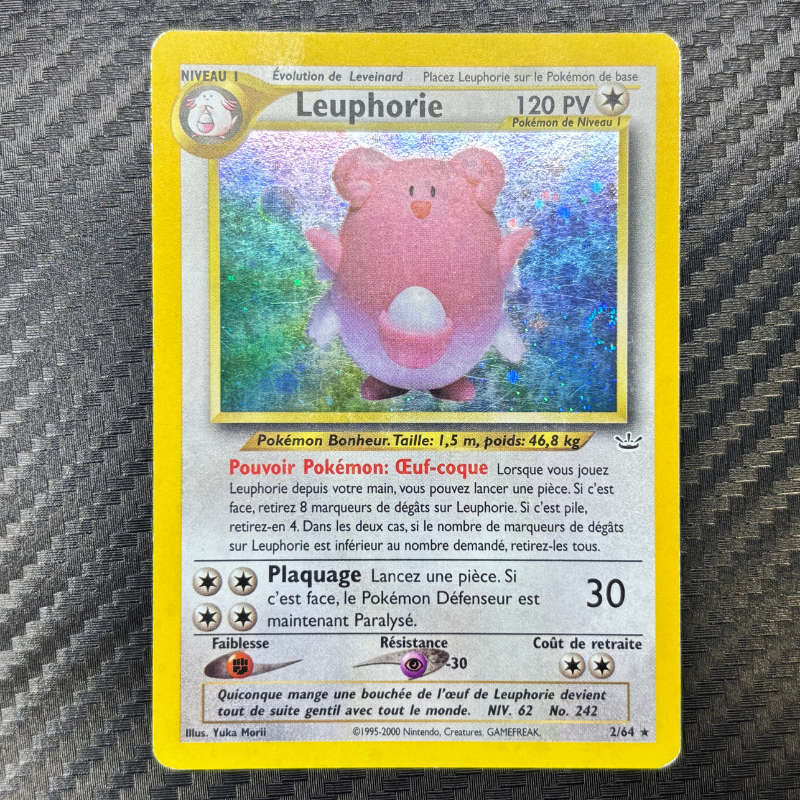 NIVEAU 1 Évolution de Leveinard Placez Leuphorie sur le Pokémon de base
Leuphorie 120 PV
Pokémon de Niveau 1
Pokémon Bonheur. Taille: 1,5 m, poids: 46,8 kg
Pouvoir Pokémon: Œuf-coque Lorsque vous jouez
Leuphorie depuis votre main, vous pouvez lancer une pièce. Si c'est
face, retirez 8 marqueurs de dégâts sur Leuphorie. Si c'est pile,
retirez-en 4. Dans les deux cas, si le nombre de marqueurs de dégâts
sur Leuphorie est inférieur au nombre demandé, retirez-les tous.
Plaquage Lancez une pièce. Si
c'est face, le Pokémon Défenseur est
maintenant Paralysé.
30
Faiblesse Résistance Coût de retraite
-30
Quiconque mange une bouchée de l'œuf de Leuphorie devient
tout de suite gentil avec tout le monde. NIV. 62 No. 242
Illus. Yuka Morii ©1995-2000 Nintendo, Creatures, GAMEFREAK. 2/64 ★